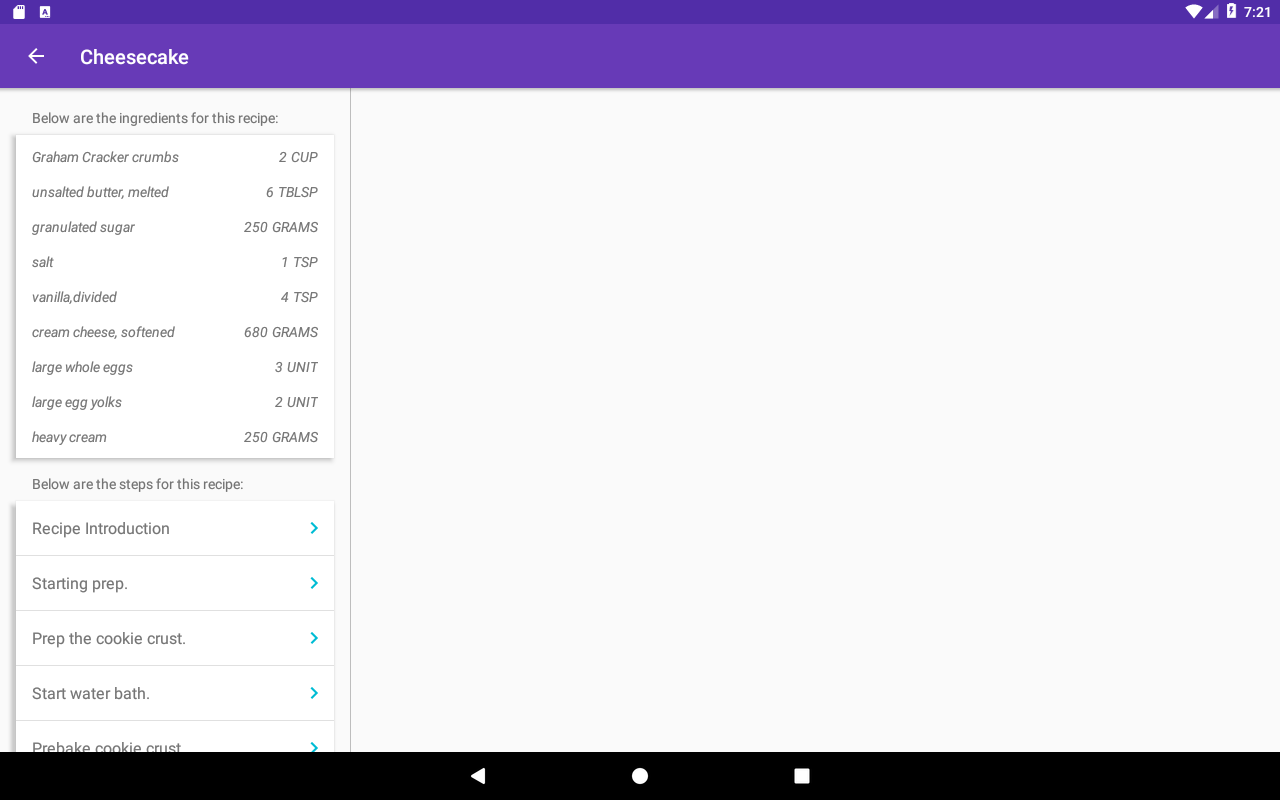 7:21
Cheesecake
Below are the ingredients for this recipe:
Graham Cracker crumbs 2 CUP
unsalted butter, melted 6 TBLSP
granulated sugar 250 GRAMS
salt 1 TSP
vanilla,divided 4 TSP
cream cheese, softened 680 GRAMS
large whole eggs 3 UNIT
large egg yolks 2 UNIT
heavy cream 250 GRAMS
Below are the steps for this recipe:
Recipe Introduction
Starting prep.
Prep the cookie crust.
Start water bath.
Prebake cookie crust